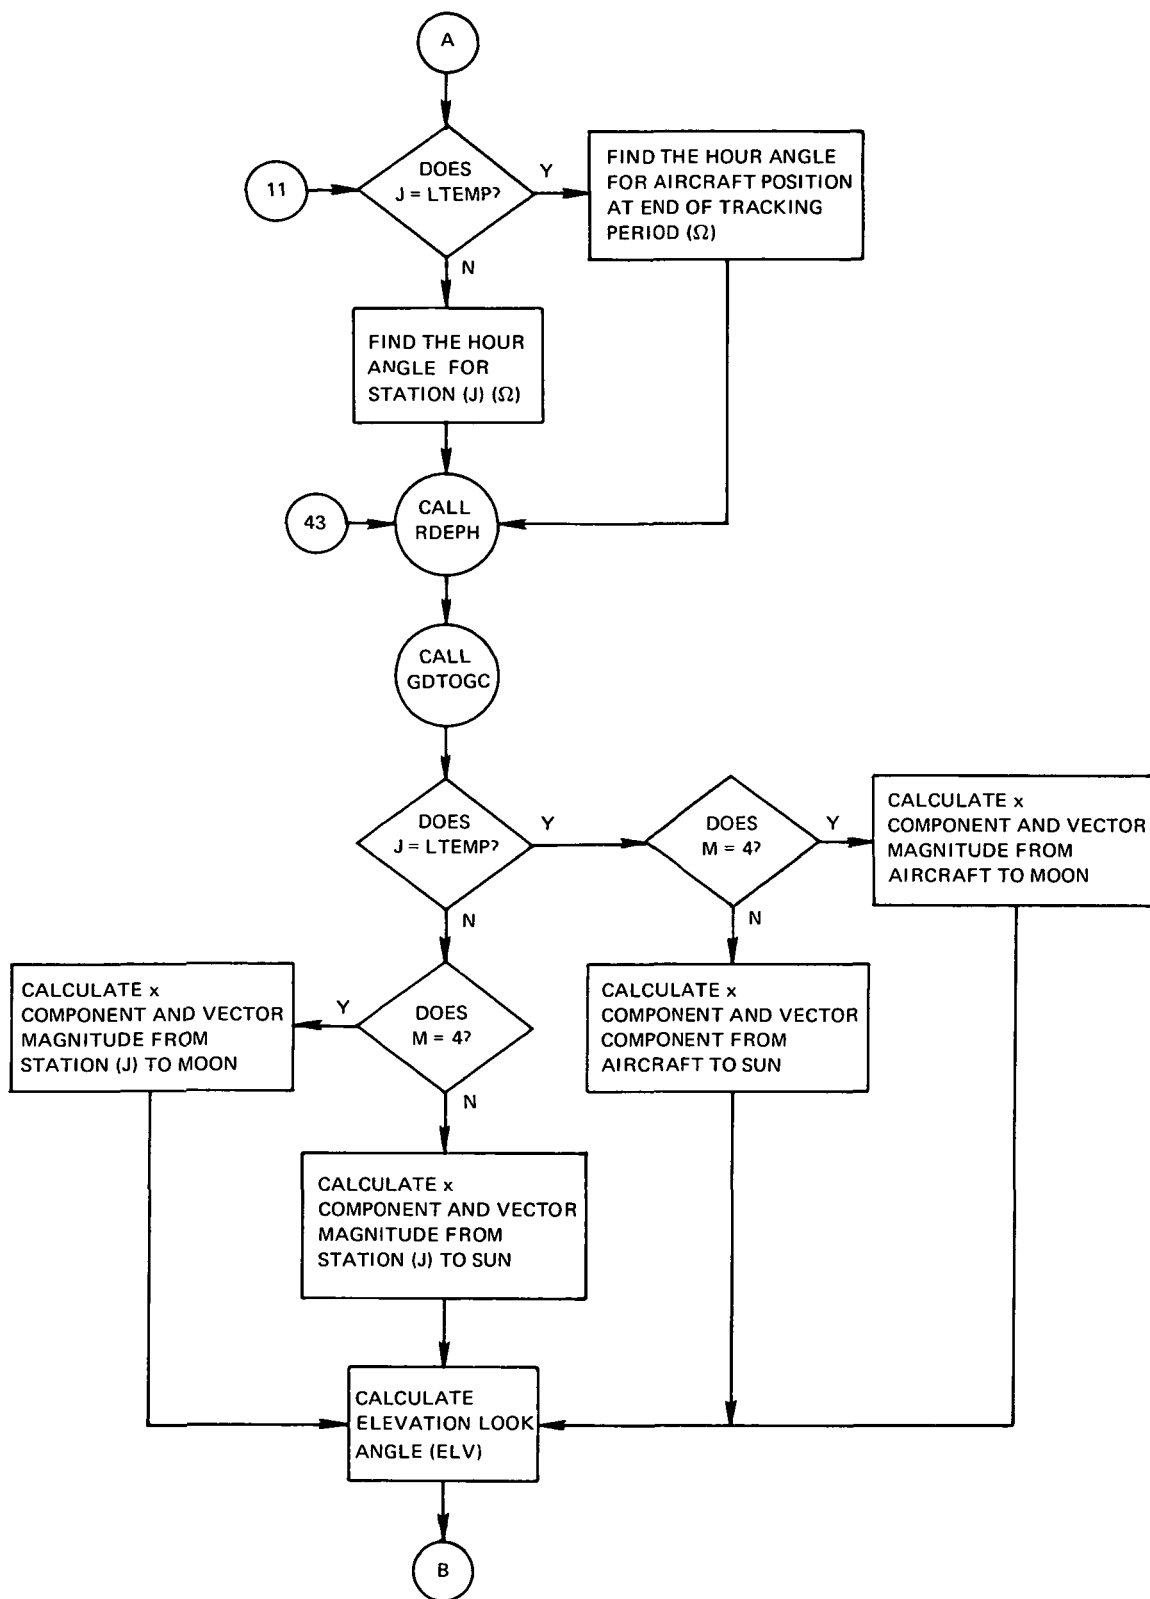 A
DOES
J = LTEMP?
Y
FIND THE HOUR ANGLE
FOR AIRCRAFT POSITION
AT END OF TRACKING
PERIOD (Ω)
11
N
FIND THE HOUR
ANGLE FOR
STATION (J) (Ω)
43
CALL
RDEPH
CALL
GDTOGC
DOES
J = LTEMP?
Y
DOES
M = 4?
Y
CALCULATE x
COMPONENT AND VECTOR
MAGNITUDE FROM
AIRCRAFT TO MOON
N
N
CALCULATE x
COMPONENT AND VECTOR
MAGNITUDE FROM
STATION (J) TO MOON
Y
DOES
M = 4?
CALCULATE x
COMPONENT AND VECTOR
COMPONENT FROM
AIRCRAFT TO SUN
N
CALCULATE x
COMPONENT AND VECTOR
MAGNITUDE FROM
STATION (J) TO SUN
CALCULATE
ELEVATION LOOK
ANGLE (ELV)
B